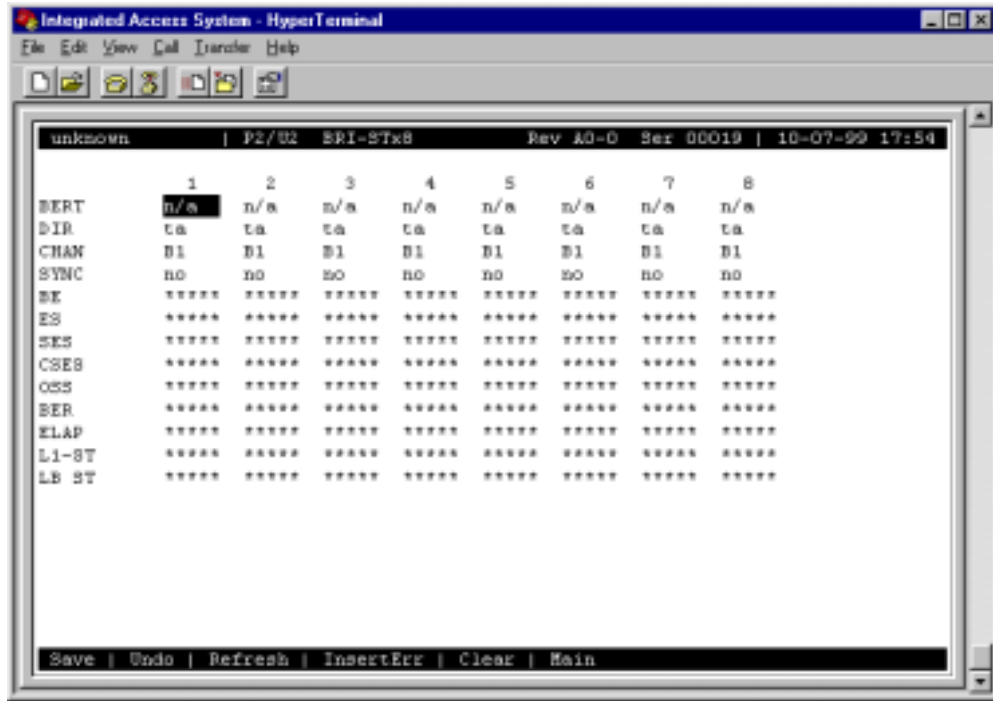 Integrated Access System - HyperTerminal
File Edit View Call Transfer Help
unknown | P2/U2 BRI-STx8 Rev A0-0 Ser 00019 | 10-07-99 17:54
1 2 3 4 5 6 7 8
BERT n/a n/a n/a n/a n/a n/a n/a n/a
DIR ta ta ta ta ta ta ta ta
CHAN B1 B1 B1 B1 B1 B1 B1 B1
SYNC no no no no no no no no
BE ***** ***** ***** ***** ***** ***** ***** *****
ES ***** ***** ***** ***** ***** ***** ***** *****
SES ***** ***** ***** ***** ***** ***** ***** *****
CSES ***** ***** ***** ***** ***** ***** ***** *****
OSS ***** ***** ***** ***** ***** ***** ***** *****
BER ***** ***** ***** ***** ***** ***** ***** *****
ELAP ***** ***** ***** ***** ***** ***** ***** *****
L1-ST ***** ***** ***** ***** ***** ***** ***** *****
LB ST ***** ***** ***** ***** ***** ***** ***** *****
Save | Undo | Refresh | InsertErr | Clear | Main